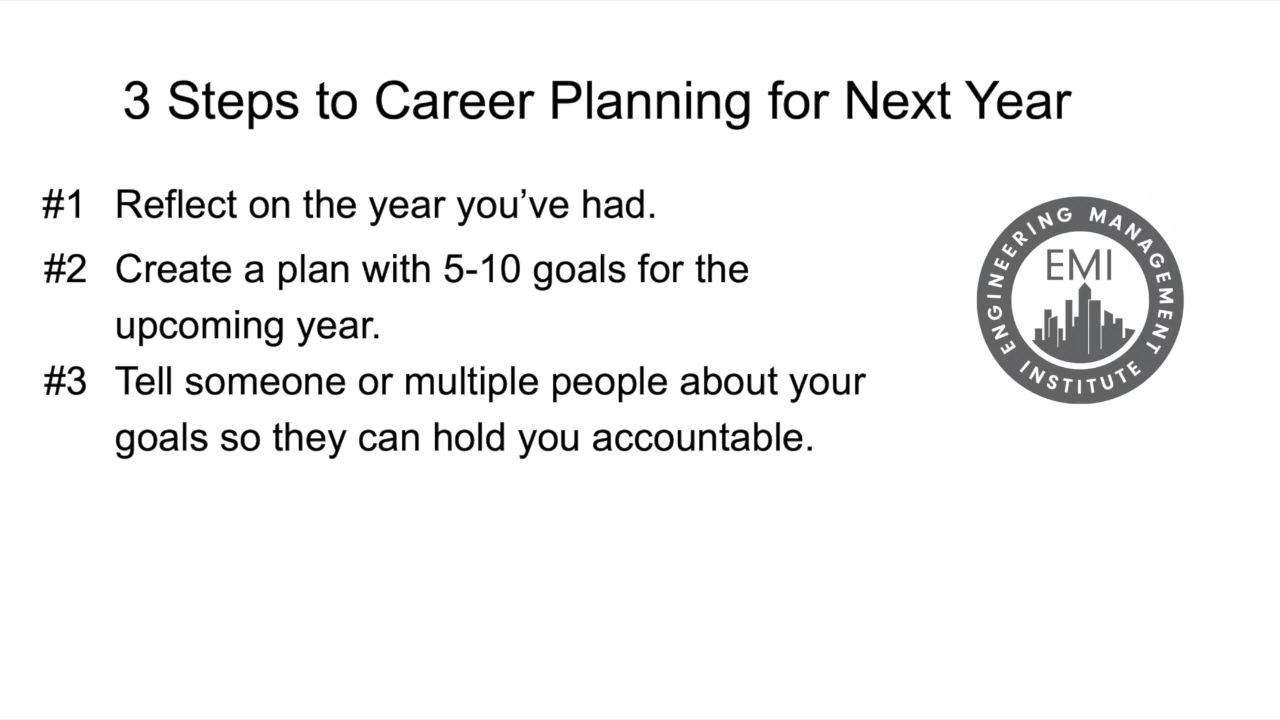 3 Steps to Career Planning for Next Year
#1 Reflect on the year you’ve had.
#2 Create a plan with 5-10 goals for the
upcoming year.
#3 Tell someone or multiple people about your
goals so they can hold you accountable.
ENGINEERING MANAGEMENT
EMI
INSTITUTE